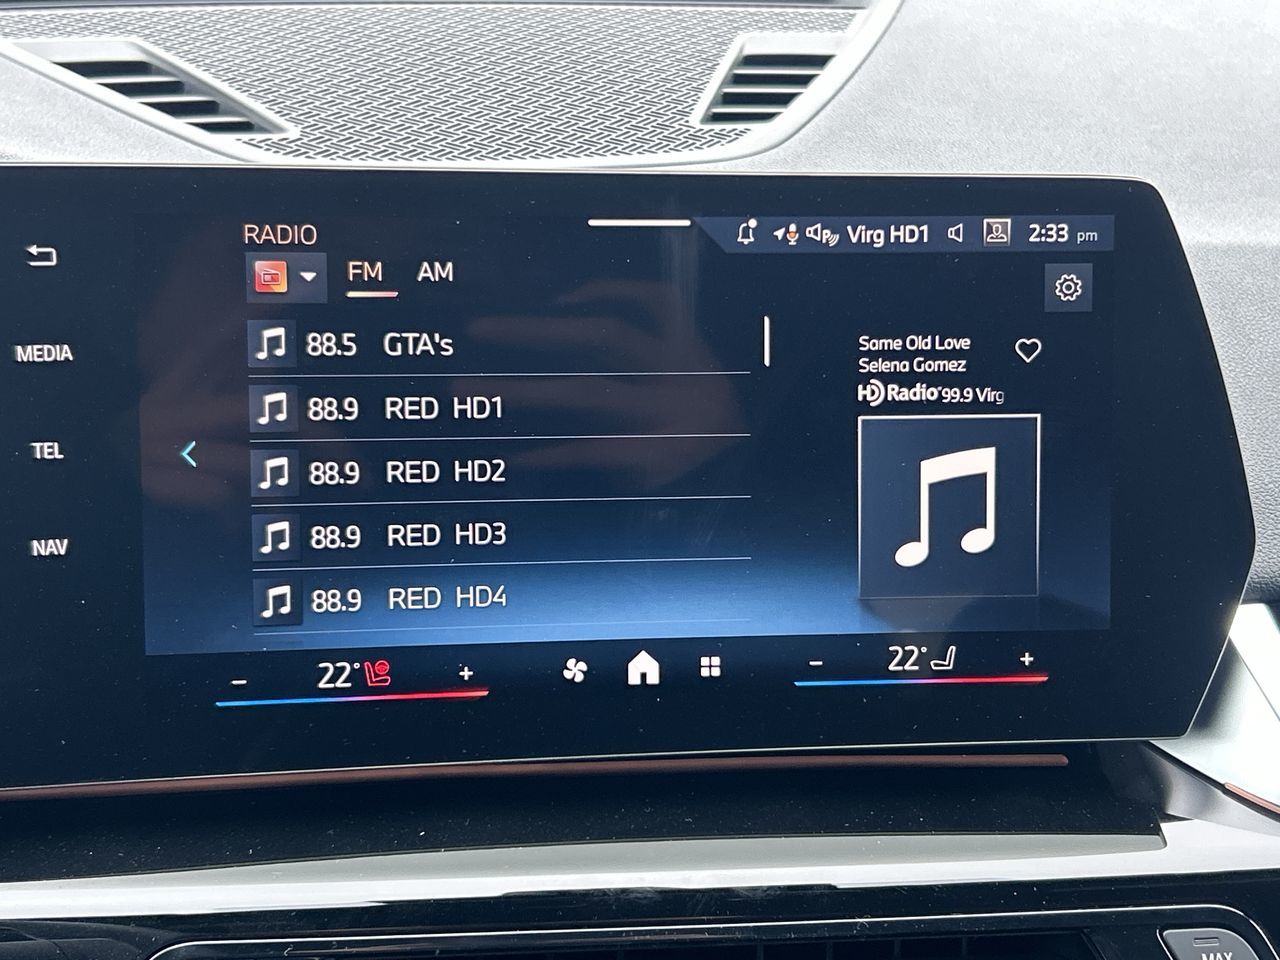 RADIO
Virg HD1 2:33 pm
FM AM
MEDIA
TEL
NAV
88.5 GTA's
88.9 RED HD1
88.9 RED HD2
88.9 RED HD3
88.9 RED HD4
Same Old Love
Selena Gomez
HD Radio 99.9 Virg
- 22° +
- 22° +
MAX